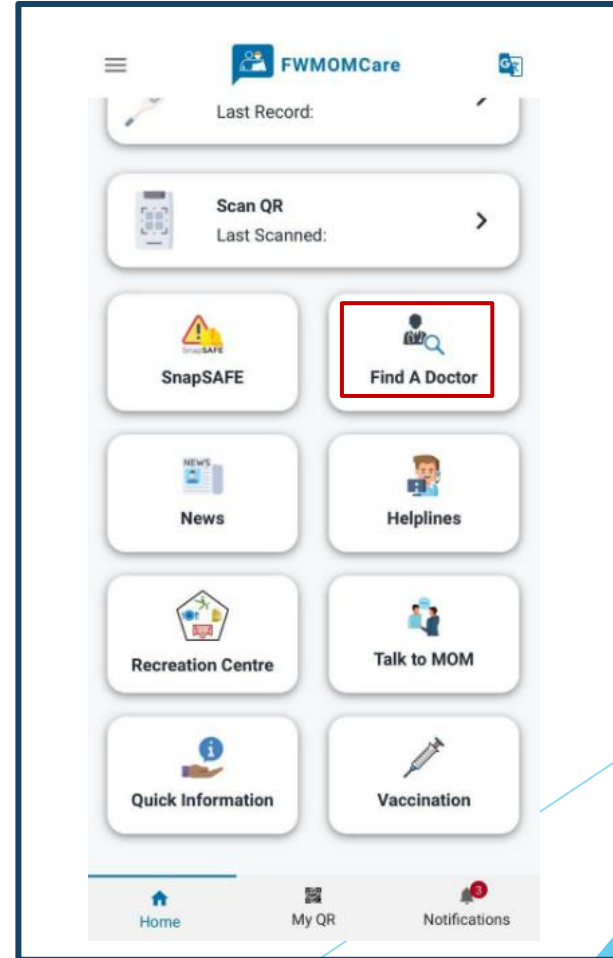 FWMOMCare
Last Record:
Scan QR
Last Scanned:
SnapSAFE
SnapSAFE
Find A Doctor
NEWS
News
Helplines
Recreation Centre
Talk to MOM
Quick Information
Vaccination
3
Home
My QR
Notifications